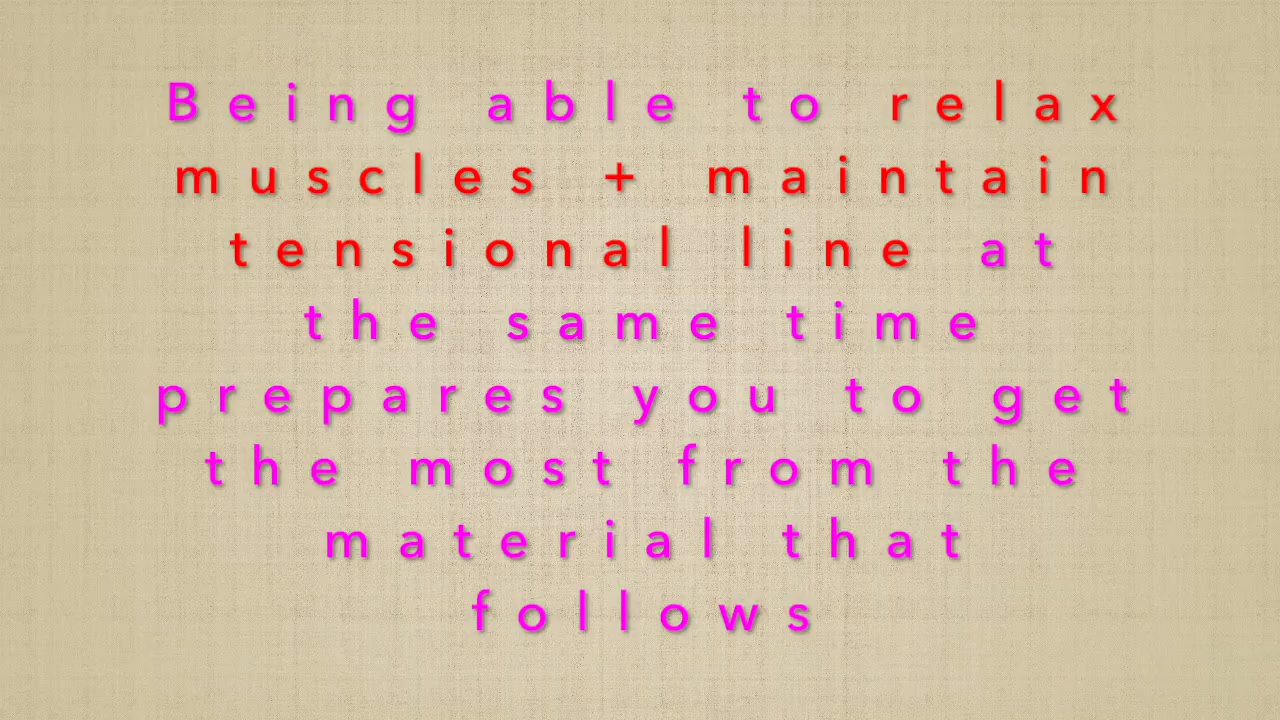 Being able to relax
muscles + maintain
tensional line at
the same time
prepares you to get
the most from the
material that
follows